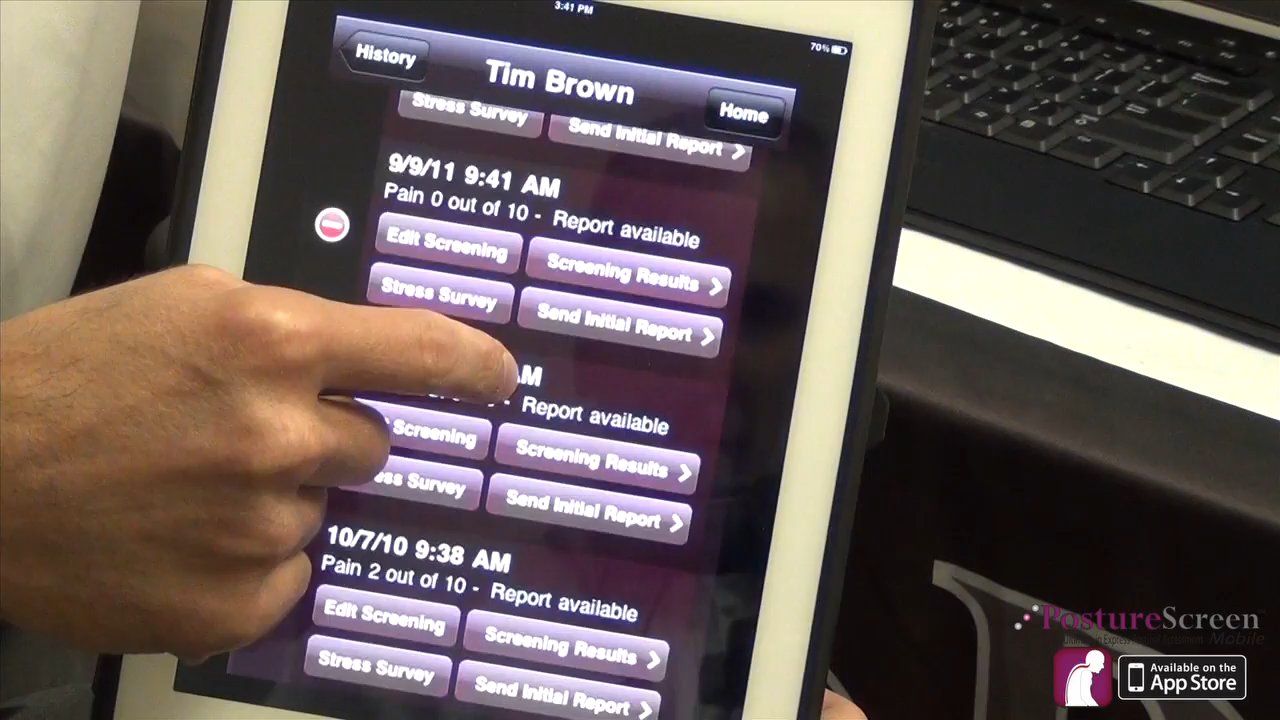 3:41 PM
70%
History
Tim Brown
Home
Stress Survey
Send Initial Report
9/9/11 9:41 AM
Pain 0 out of 10 - Report available
Edit Screening
Screening Results
Stress Survey
Send Initial Report
AM
Report available
Screening
Screening Results
Survey
Send Initial Report
10/7/10 9:38 AM
Pain 2 out of 10 - Report available
Edit Screening
Screening Results
Stress Survey
Send Initial Report
PostureScreen
Mobile
Available on the
App Store